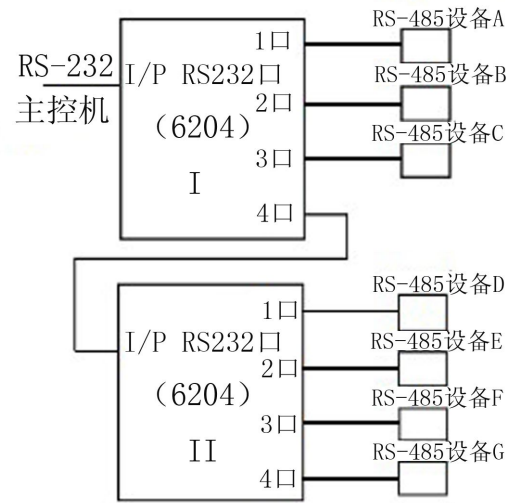 RS-485设备A
1口
RS-232
I/P RS232口
RS-485设备B
主控机
2口
(6204)
RS-485设备C
3口
I
4口
RS-485设备D
1口
I/P RS232口
RS-485设备E
2口
(6204)
RS-485设备F
3口
II
RS-485设备G
4口